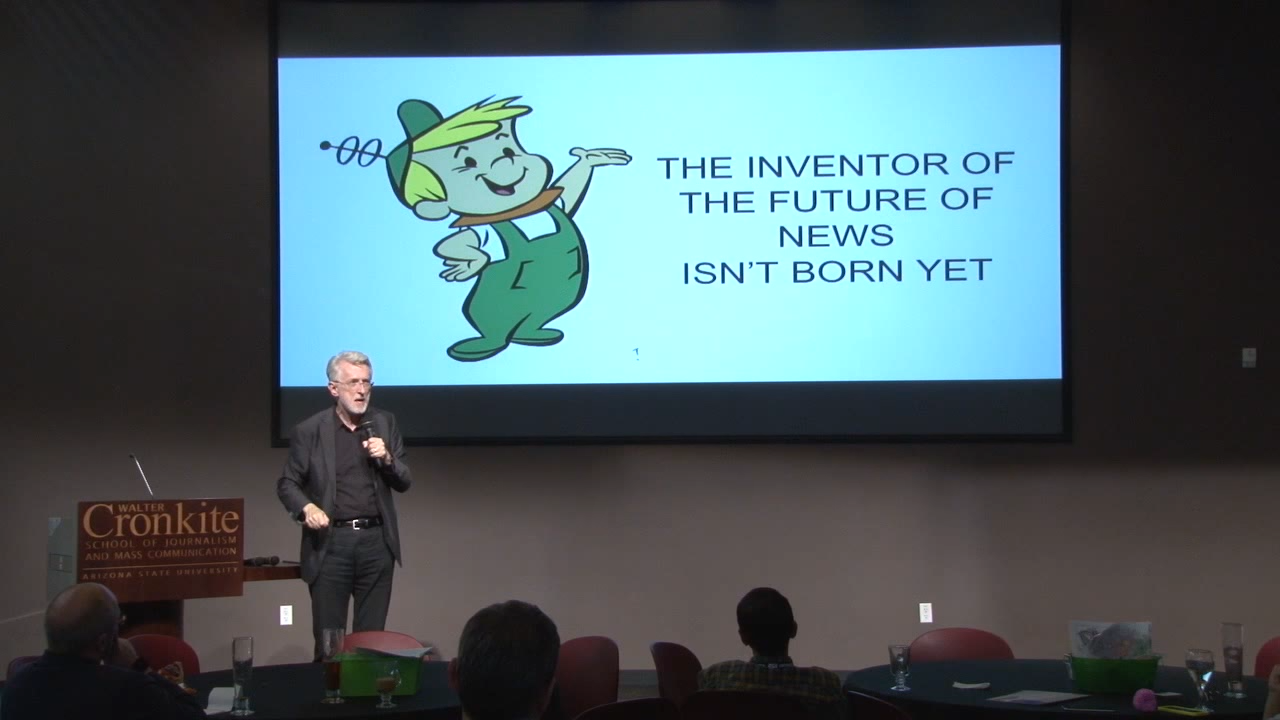 THE INVENTOR OF
THE FUTURE OF
NEWS
ISN'T BORN YET
WALTER
Cronkite
SCHOOL OF JOURNALISM
AND MASS COMMUNICATION
ARIZONA STATE UNIVERSITY